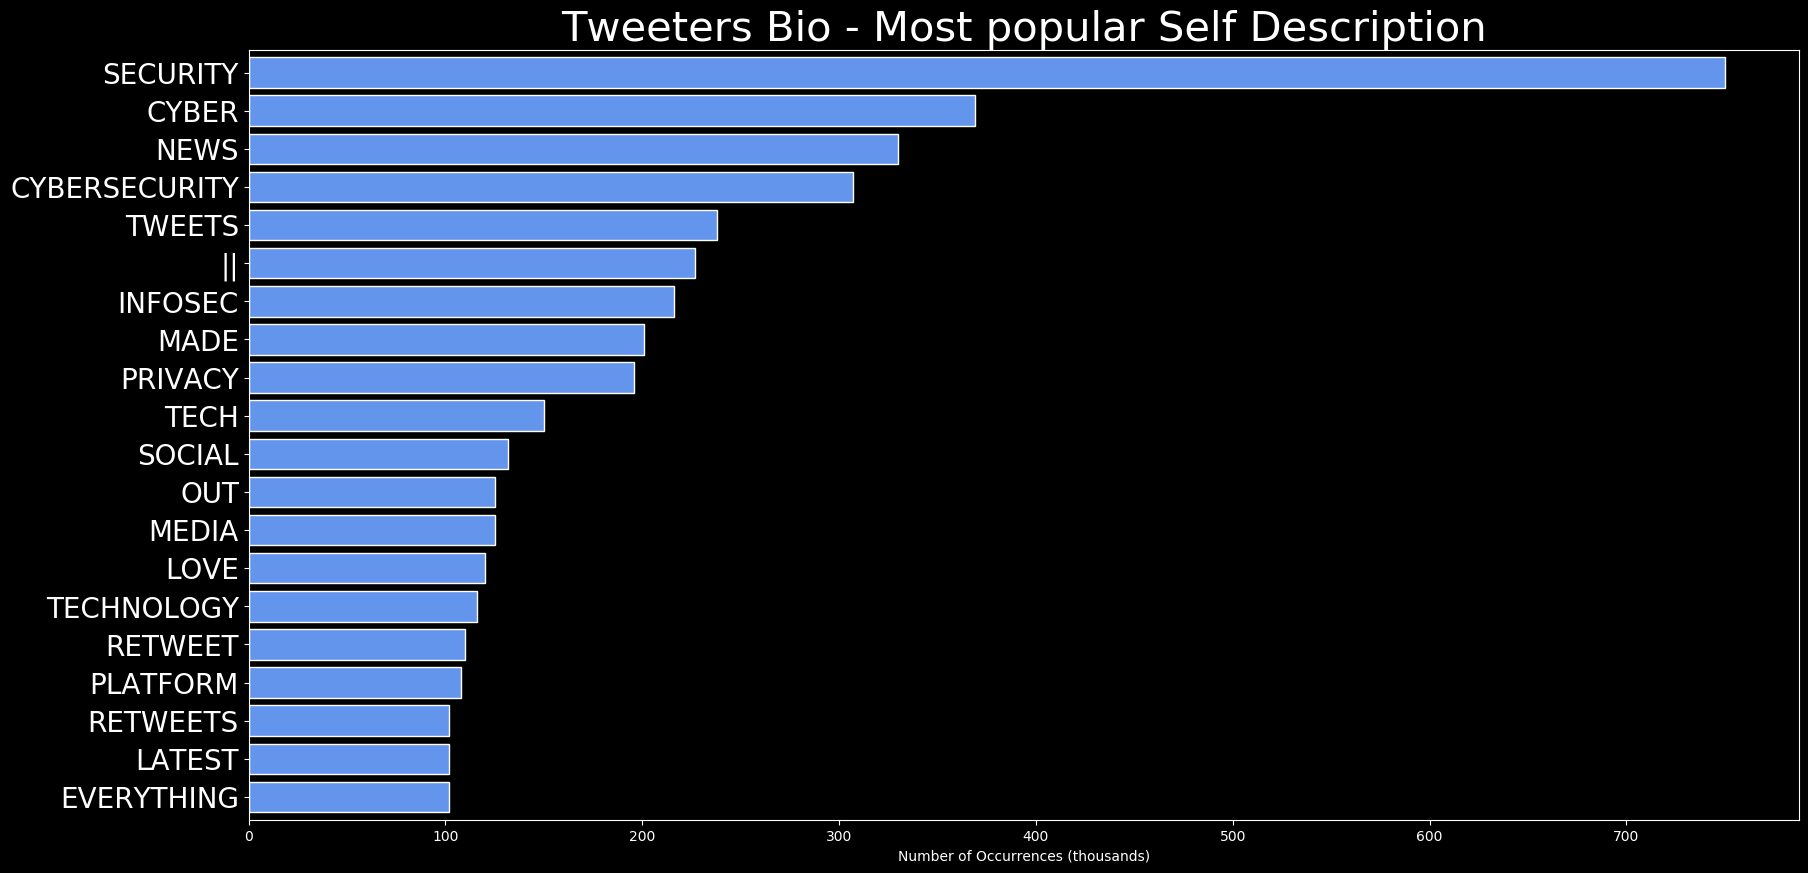 Tweeters Bio - Most popular Self Description
SECURITY
CYBER
NEWS
CYBERSECURITY
TWEETS
||
INFOSEC
MADE
PRIVACY
TECH
SOCIAL
OUT
MEDIA
LOVE
TECHNOLOGY
RETWEET
PLATFORM
RETWEETS
LATEST
EVERYTHING
0 100 200 300 400 500 600 700
Number of Occurrences (thousands)